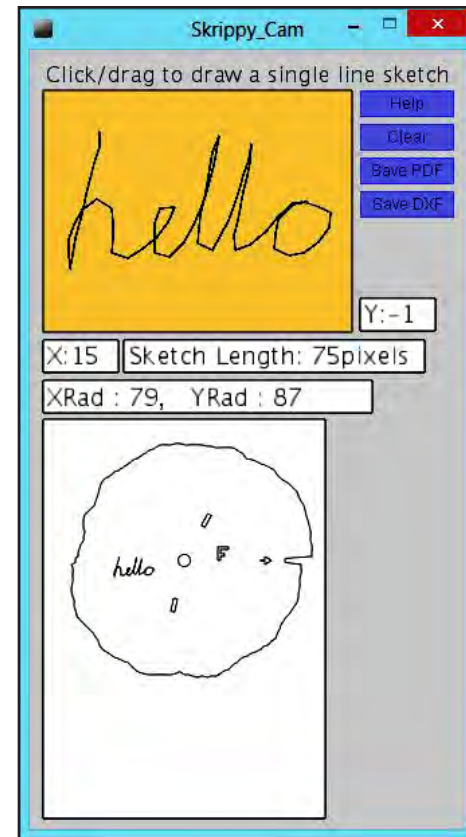 Skrippy_Cam
Click/drag to draw a single line sketch
hello
Help
Clear
Save PDF
Save DXF
Y:-1
X:15
Sketch Length: 75pixels
XRad : 79, YRad : 87
hello
F